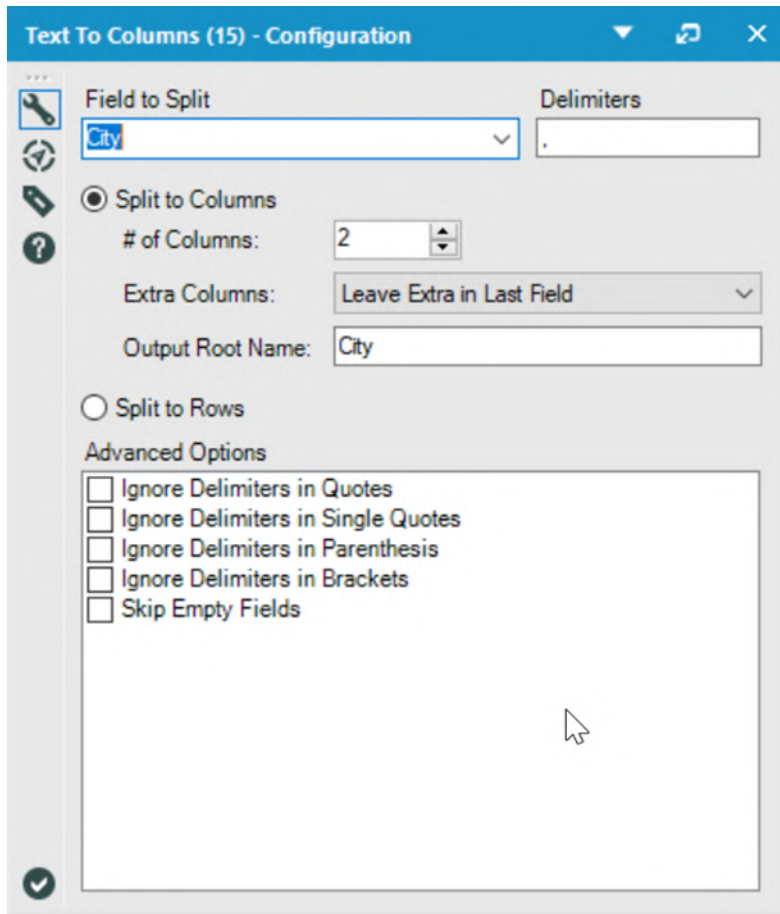 Text To Columns (15) - Configuration
Field to Split Delimiters
City ,
Split to Columns
# of Columns: 2
Extra Columns: Leave Extra in Last Field
Output Root Name: City
Split to Rows
Advanced Options
Ignore Delimiters in Quotes
Ignore Delimiters in Single Quotes
Ignore Delimiters in Parenthesis
Ignore Delimiters in Brackets
Skip Empty Fields